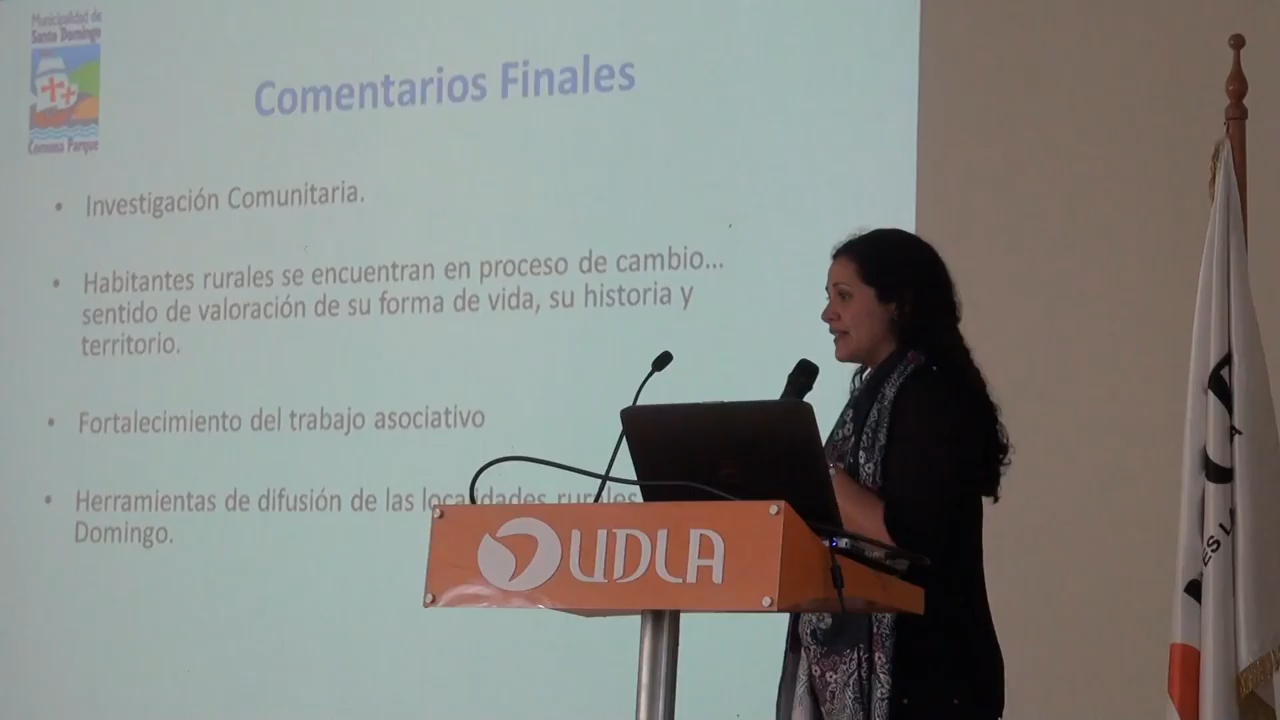 Municipalidad de
Santo Domingo
Comuna Parque
Comentarios Finales
• Investigación Comunitaria.
• Habitantes rurales se encuentran en proceso de cambio...
sentido de valoración de su forma de vida, su historia y
territorio.
• Fortalecimiento del trabajo asociativo
• Herramientas de difusión de las localidades rurales
Domingo.
UDLA